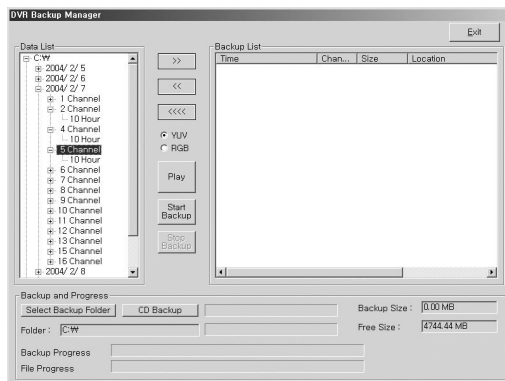 DVR Backup Manager
Exit
Data List
C:₩
2004/ 2/ 5
2004/ 2/ 6
2004/ 2/ 7
1 Channel
2 Channel
10 Hour
4 Channel
10 Hour
5 Channel
10 Hour
6 Channel
7 Channel
8 Channel
9 Channel
10 Channel
11 Channel
12 Channel
13 Channel
15 Channel
16 Channel
2004/ 2/ 8
>>
<<
<<<<
YUV
RGB
Play
Start Backup
Stop Backup
Backup List
Time Chan... Size Location
Backup and Progress
Select Backup Folder CD Backup
Backup Size : 0.00 MB
Folder : C:₩
Free Size : 4744.44 MB
Backup Progress
File Progress